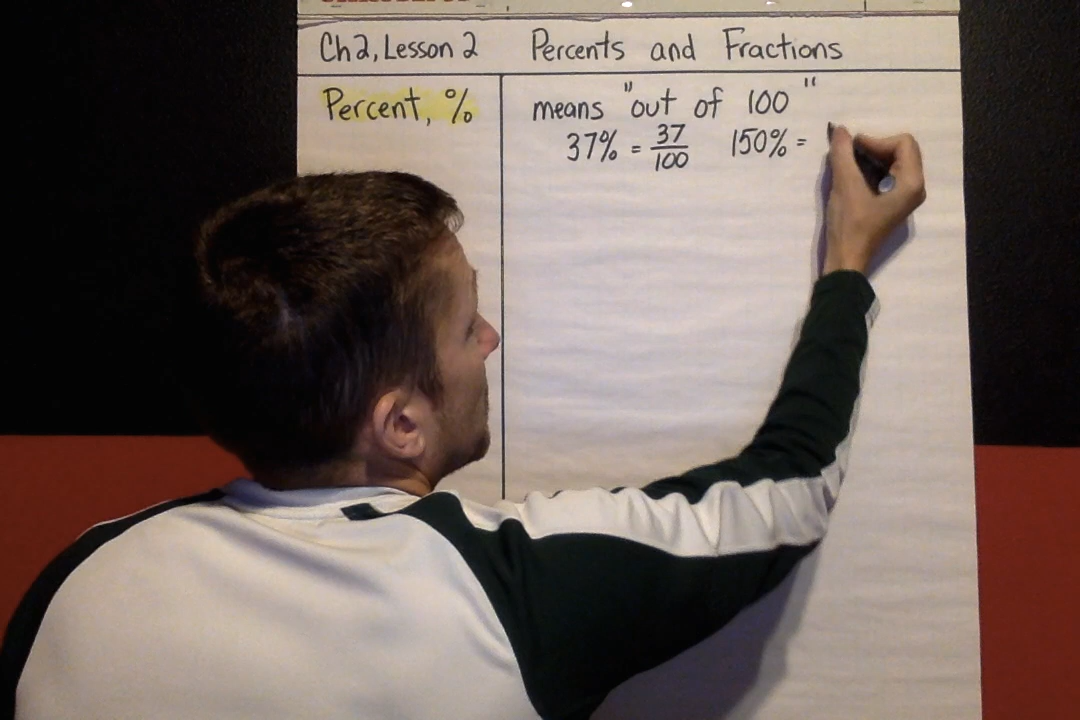 Ch2, Lesson 2 Percents and Fractions
Percent, % means "out of 100"
37% = 37/100 150% =